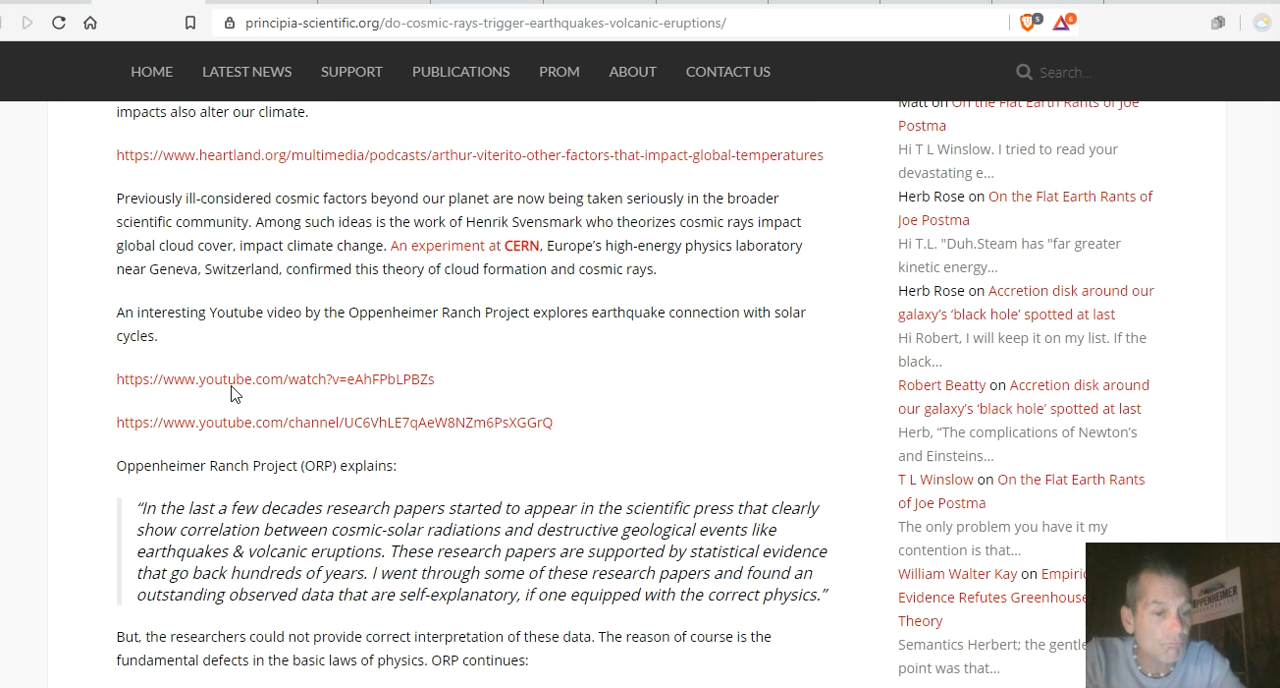 principia-scientific.org/do-cosmic-rays-trigger-earthquakes-volcanic-eruptions/
5
6
HOME LATEST NEWS SUPPORT PUBLICATIONS PROM ABOUT CONTACT US
Search...
impacts also alter our climate.
https://www.heartland.org/multimedia/podcasts/arthur-viterito-other-factors-that-impact-global-temperatures
Previously ill-considered cosmic factors beyond our planet are now being taken seriously in the broader
scientific community. Among such ideas is the work of Henrik Svensmark who theorizes cosmic rays impact
global cloud cover, impact climate change. An experiment at CERN, Europe's high-energy physics laboratory
near Geneva, Switzerland, confirmed this theory of cloud formation and cosmic rays.
An interesting Youtube video by the Oppenheimer Ranch Project explores earthquake connection with solar
cycles.
https://www.youtube.com/watch?v=eAhFPbLPBZs
https://www.youtube.com/channel/UC6VhLE7qAeW8NZm6PsXGGrQ
Oppenheimer Ranch Project (ORP) explains:
“In the last a few decades research papers started to appear in the scientific press that clearly
show correlation between cosmic-solar radiations and destructive geological events like
earthquakes & volcanic eruptions. These research papers are supported by statistical evidence
that go back hundreds of years. I went through some of these research papers and found an
outstanding observed data that are self-explanatory, if one equipped with the correct physics.”
But, the researchers could not provide correct interpretation of these data. The reason of course is the
fundamental defects in the basic laws of physics. ORP continues:
Matt on On the Flat Earth Rants of Joe
Postma
Hi T L Winslow. I tried to read your
devastating e...
Herb Rose on On the Flat Earth Rants of
Joe Postma
Hi T.L. "Duh.Steam has "far greater
kinetic energy...
Herb Rose on Accretion disk around our
galaxy's ‘black hole’ spotted at last
Hi Robert, I will keep it on my list. If the
black...
Robert Beatty on Accretion disk around
our galaxy's ‘black hole’ spotted at last
Herb, “The complications of Newton's
and Einsteins...
T L Winslow on On the Flat Earth Rants
of Joe Postma
The only problem you have it my
contention is that...
William Walter Kay on Empiri
Evidence Refutes Greenhouse
Theory
Semantics Herbert; the gentle
point was that...
OPPENHEIMER